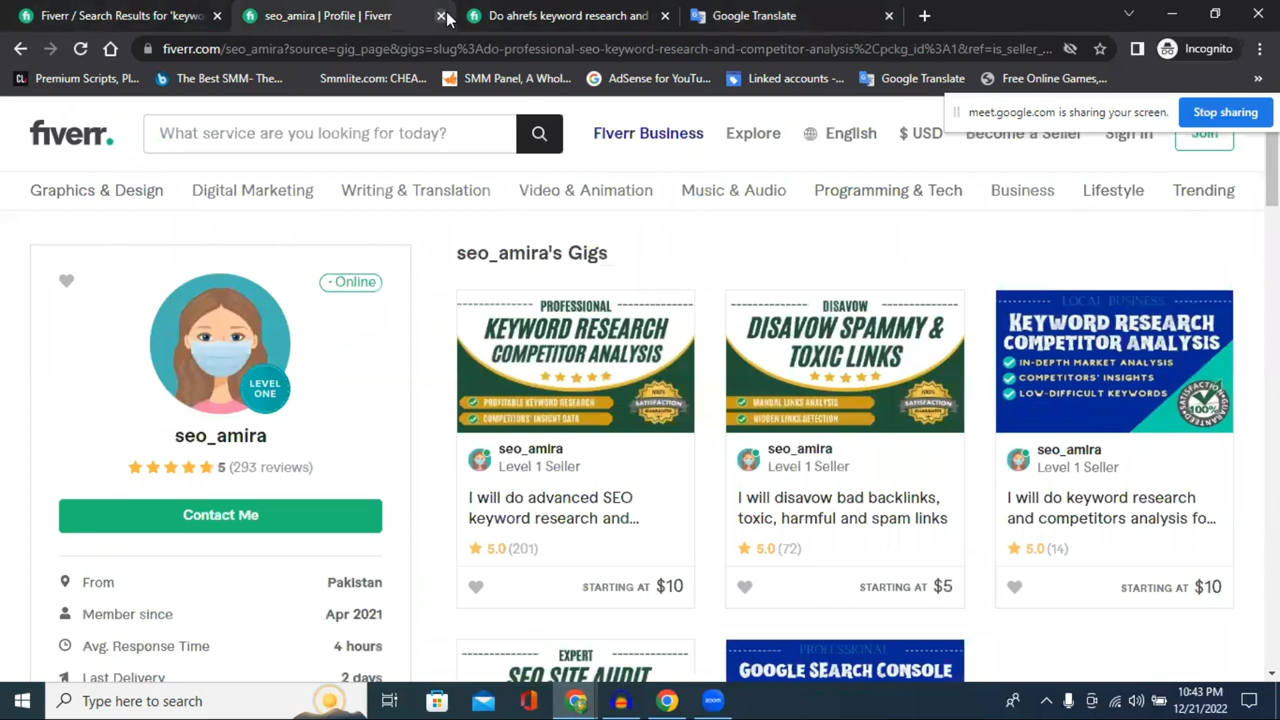 Fiverr / Search Results for 'keywo
seo_amira | Profile | Fiverr
Do ahrefs keyword research and
Google Translate
fiverr.com/seo_amira?source=gig_page&gigs=slug%3Ado-professional-seo-keyword-research-and-competitor-analysis%2Cpckg_id%3A1&ref=is_seller_...
Incognito
Premium Scripts, Pl...
The Best SMM- The...
Smmlite.com: CHEA...
SMM Panel, A Whol...
AdSense for YouTu...
Linked accounts -...
Google Translate
Free Online Games,...
meet.google.com is sharing your screen.
Stop sharing
fiverr.
What service are you looking for today?
Fiverr Business
Explore
English
$ USD
Become a Seller
Sign In
Join
Graphics & Design
Digital Marketing
Writing & Translation
Video & Animation
Music & Audio
Programming & Tech
Business
Lifestyle
Trending
· Online
LEVEL
ONE
seo_amira
5 (293 reviews)
Contact Me
From
Pakistan
Member since
Apr 2021
Avg. Response Time
4 hours
Last Delivery
2 days
seo_amira's Gigs
PROFESSIONAL
KEYWORD RESEARCH
COMPETITOR ANALYSIS
PROFITABLE KEYWORD RESEARCH
COMPETITORS' INSIGHT DATA
SATISFACTION
seo_amira
Level 1 Seller
I will do advanced SEO
keyword research and...
5.0 (201)
STARTING AT $10
DISAVOW
DISAVOW SPAMMY &
TOXIC LINKS
MANUAL LINKS ANALYSIS
HIDDEN LINKS DETECTION
SATISFACTION
seo_amira
Level 1 Seller
I will disavow bad backlinks,
toxic, harmful and spam links
5.0 (72)
STARTING AT $5
LOCAL BUSINESS
KEYWORD RESEARCH
COMPETITOR ANALYSIS
IN-DEPTH MARKET ANALYSIS
COMPETITORS' INSIGHTS
LOW-DIFFICULT KEYWORDS
100%
seo_amira
Level 1 Seller
I will do keyword research
and competitors analysis fo...
5.0 (14)
STARTING AT $10
EXPERT
SEO SITE AUDIT
PROFESSIONAL
GOOGLE SEARCH CONSOLE
Type here to search
zoom
10:43 PM
12/21/2022